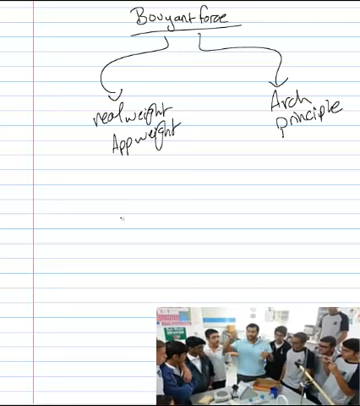 Bouyant force
real weight
App weight
Arch
principle